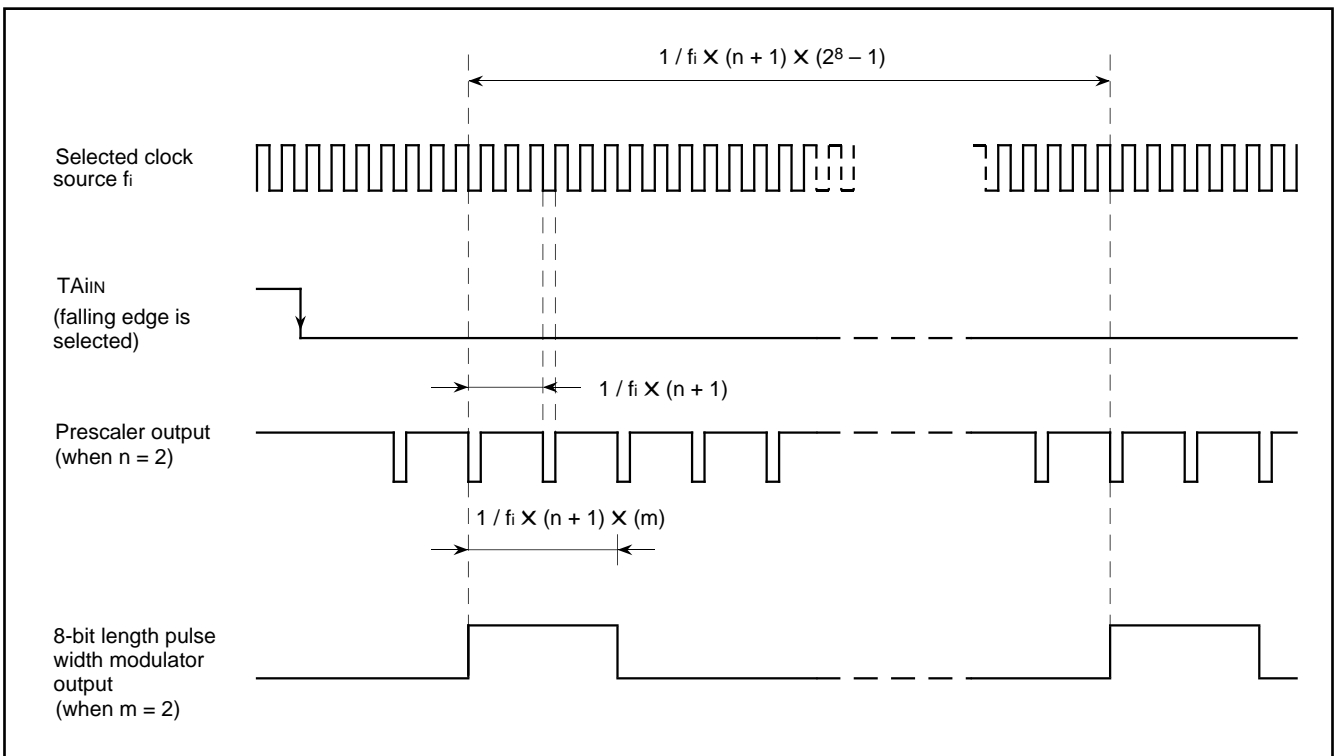 1 / fi X (n + 1) X (2⁸ – 1)
Selected clock
source fi
TAiIN
(falling edge is
selected)
1 / fi X (n + 1)
Prescaler output
(when n = 2)
1 / fi X (n + 1) X (m)
8-bit length pulse
width modulator
output
(when m = 2)